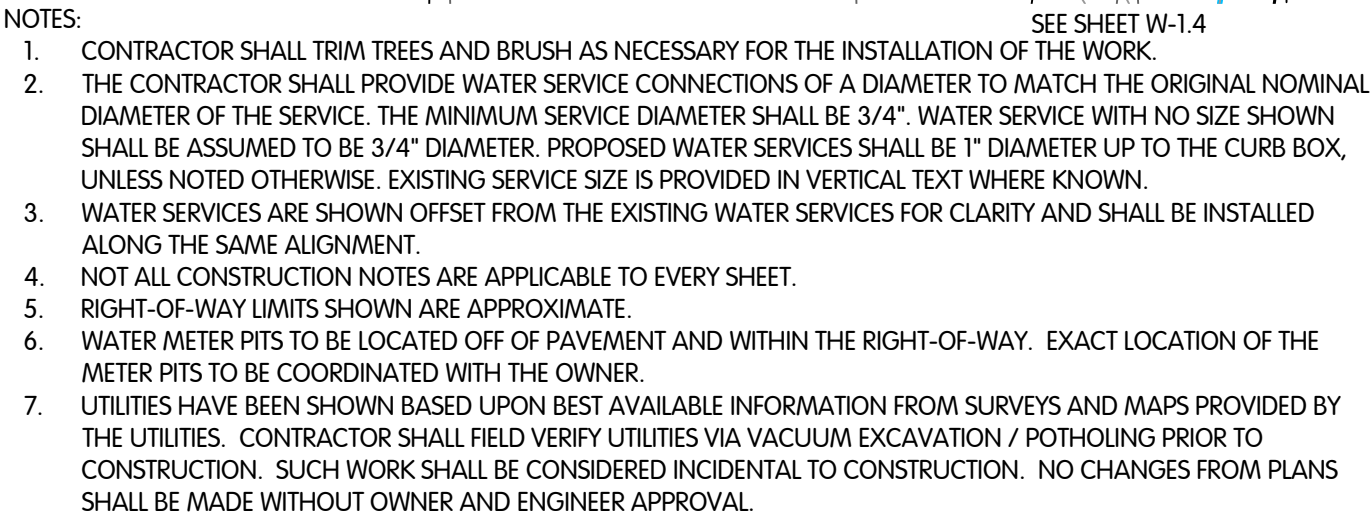 NOTES:
SEE SHEET W-1.4
1. CONTRACTOR SHALL TRIM TREES AND BRUSH AS NECESSARY FOR THE INSTALLATION OF THE WORK.
2. THE CONTRACTOR SHALL PROVIDE WATER SERVICE CONNECTIONS OF A DIAMETER TO MATCH THE ORIGINAL NOMINAL
DIAMETER OF THE SERVICE. THE MINIMUM SERVICE DIAMETER SHALL BE 3/4". WATER SERVICE WITH NO SIZE SHOWN
SHALL BE ASSUMED TO BE 3/4" DIAMETER. PROPOSED WATER SERVICES SHALL BE 1" DIAMETER UP TO THE CURB BOX,
UNLESS NOTED OTHERWISE. EXISTING SERVICE SIZE IS PROVIDED IN VERTICAL TEXT WHERE KNOWN.
3. WATER SERVICES ARE SHOWN OFFSET FROM THE EXISTING WATER SERVICES FOR CLARITY AND SHALL BE INSTALLED
ALONG THE SAME ALIGNMENT.
4. NOT ALL CONSTRUCTION NOTES ARE APPLICABLE TO EVERY SHEET.
5. RIGHT-OF-WAY LIMITS SHOWN ARE APPROXIMATE.
6. WATER METER PITS TO BE LOCATED OFF OF PAVEMENT AND WITHIN THE RIGHT-OF-WAY. EXACT LOCATION OF THE
METER PITS TO BE COORDINATED WITH THE OWNER.
7. UTILITIES HAVE BEEN SHOWN BASED UPON BEST AVAILABLE INFORMATION FROM SURVEYS AND MAPS PROVIDED BY
THE UTILITIES. CONTRACTOR SHALL FIELD VERIFY UTILITIES VIA VACUUM EXCAVATION / POTHOLING PRIOR TO
CONSTRUCTION. SUCH WORK SHALL BE CONSIDERED INCIDENTAL TO CONSTRUCTION. NO CHANGES FROM PLANS
SHALL BE MADE WITHOUT OWNER AND ENGINEER APPROVAL.